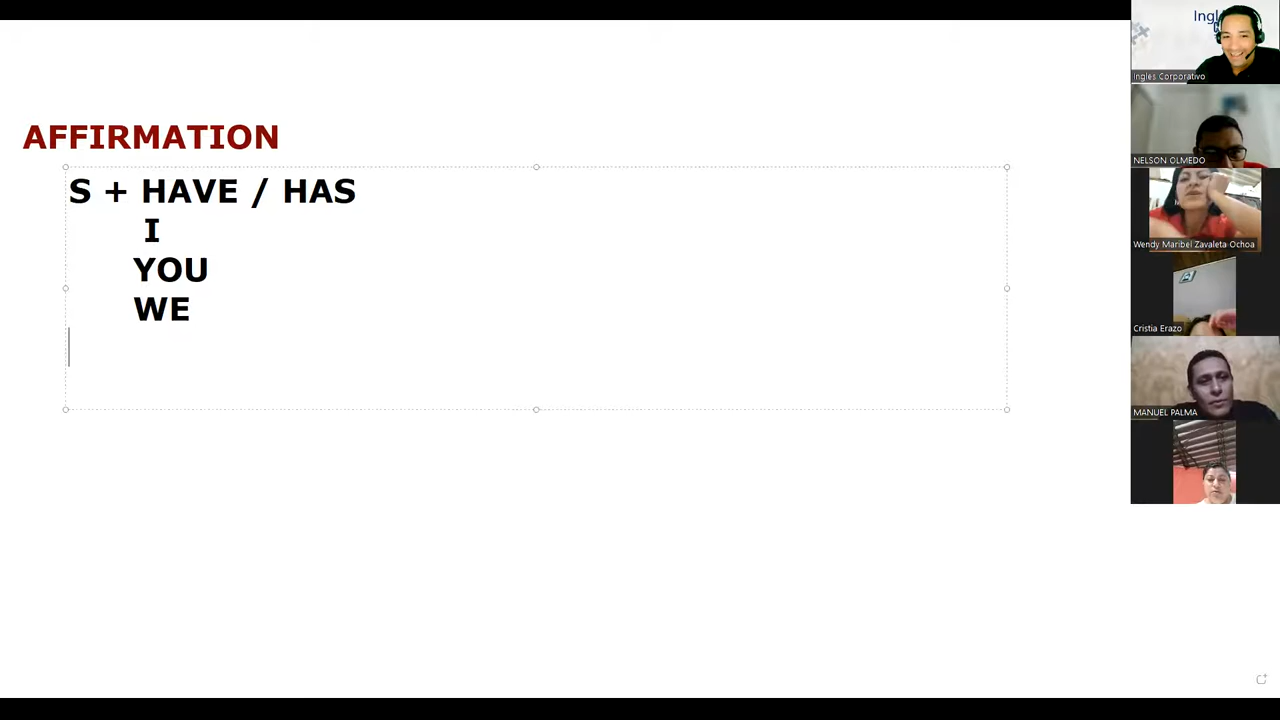 AFFIRMATION
S + HAVE / HAS
I
YOU
WE
Ingles Corporativo
NELSON OLMEDO
Wendy Maribel Zavaleta Ochoa
Cristia Erazo
MANUEL PALMA